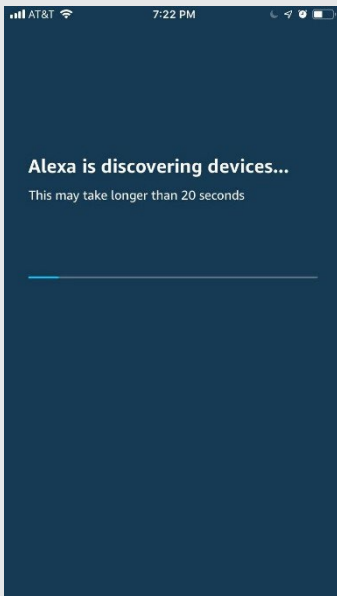 AT&T 7:22 PM
Alexa is discovering devices...
This may take longer than 20 seconds